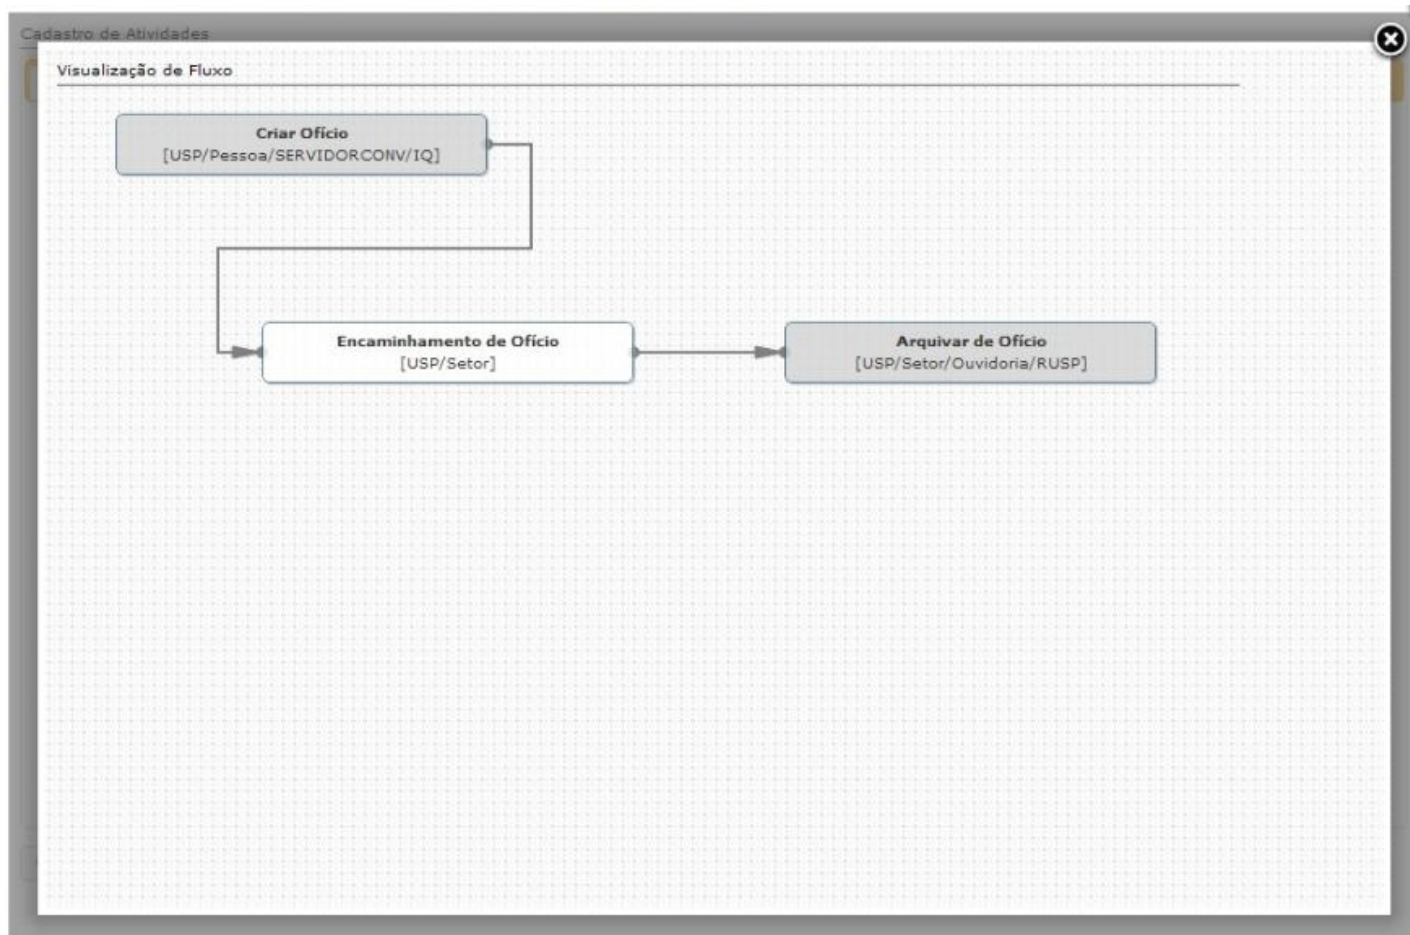 Cadastro de Atividades
Visualização de Fluxo
Criar Ofício
[USP/Pessoa/SERVIDORCONV/IQ]
Encaminhamento de Ofício
[USP/Setor]
Arquivar de Ofício
[USP/Setor/Ouvidoria/RUSP]